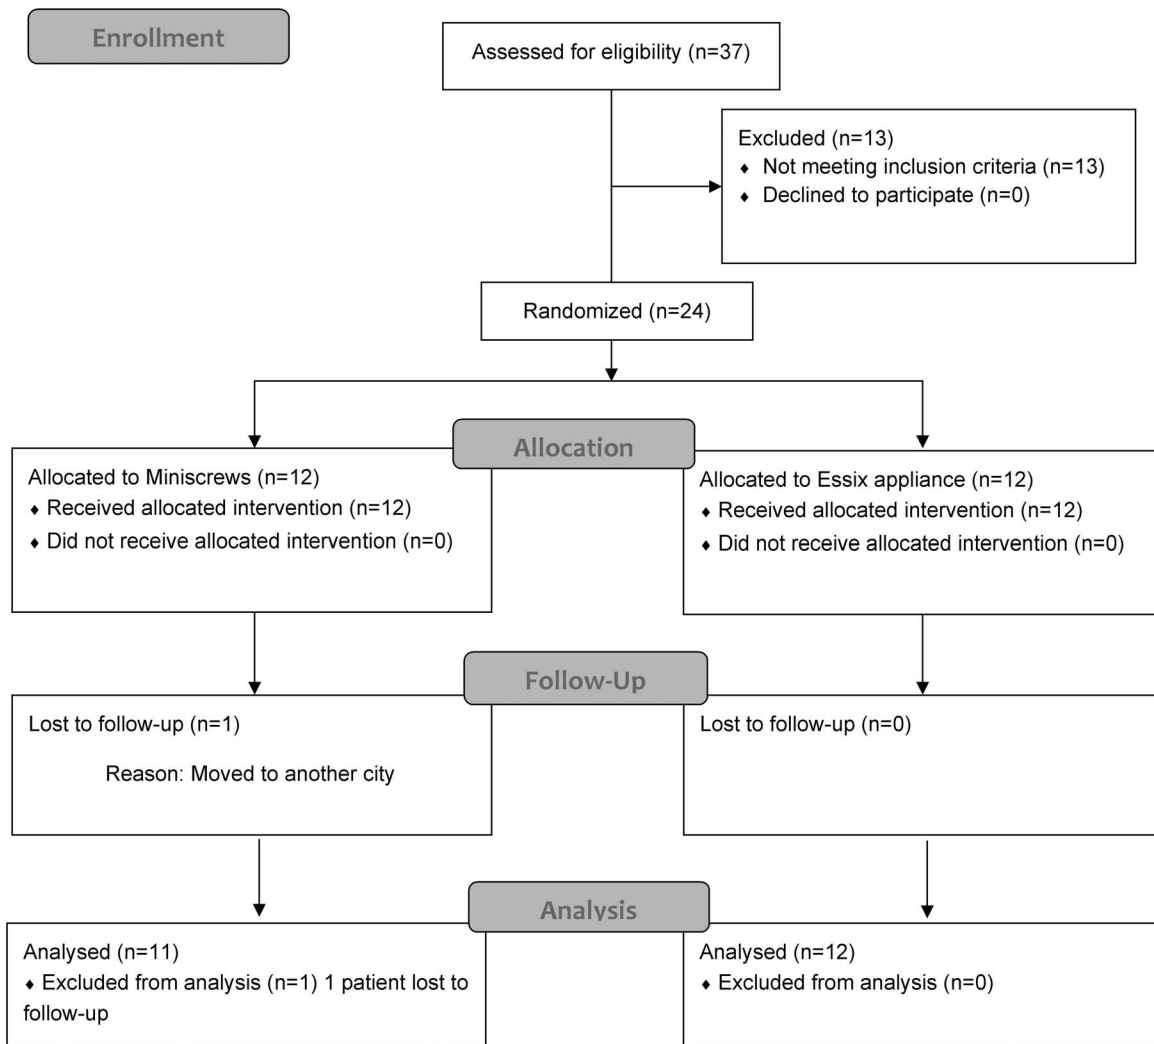 Enrollment
Assessed for eligibility (n=37)
Excluded (n=13)
♦ Not meeting inclusion criteria (n=13)
♦ Declined to participate (n=0)
Randomized (n=24)
Allocation
Allocated to Miniscrews (n=12)
♦ Received allocated intervention (n=12)
♦ Did not receive allocated intervention (n=0)
Allocated to Essix appliance (n=12)
♦ Received allocated intervention (n=12)
♦ Did not receive allocated intervention (n=0)
Follow-Up
Lost to follow-up (n=1)
Reason: Moved to another city
Lost to follow-up (n=0)
Analysis
Analysed (n=11)
♦ Excluded from analysis (n=1) 1 patient lost to
follow-up
Analysed (n=12)
♦ Excluded from analysis (n=0)